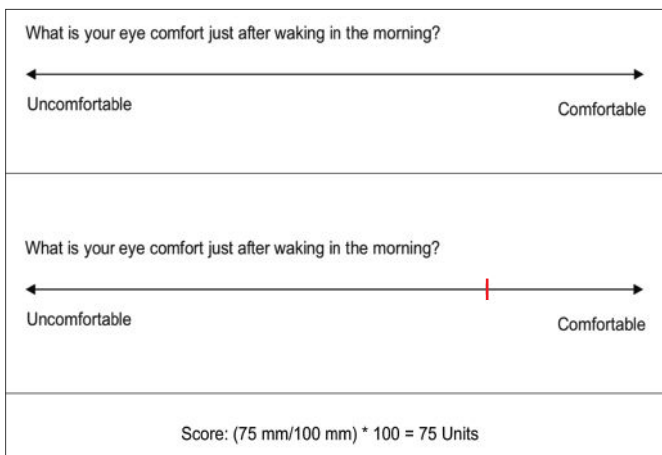 What is your eye comfort just after waking in the morning?
Uncomfortable
Comfortable
What is your eye comfort just after waking in the morning?
Uncomfortable
Comfortable
Score: (75 mm/100 mm) * 100 = 75 Units